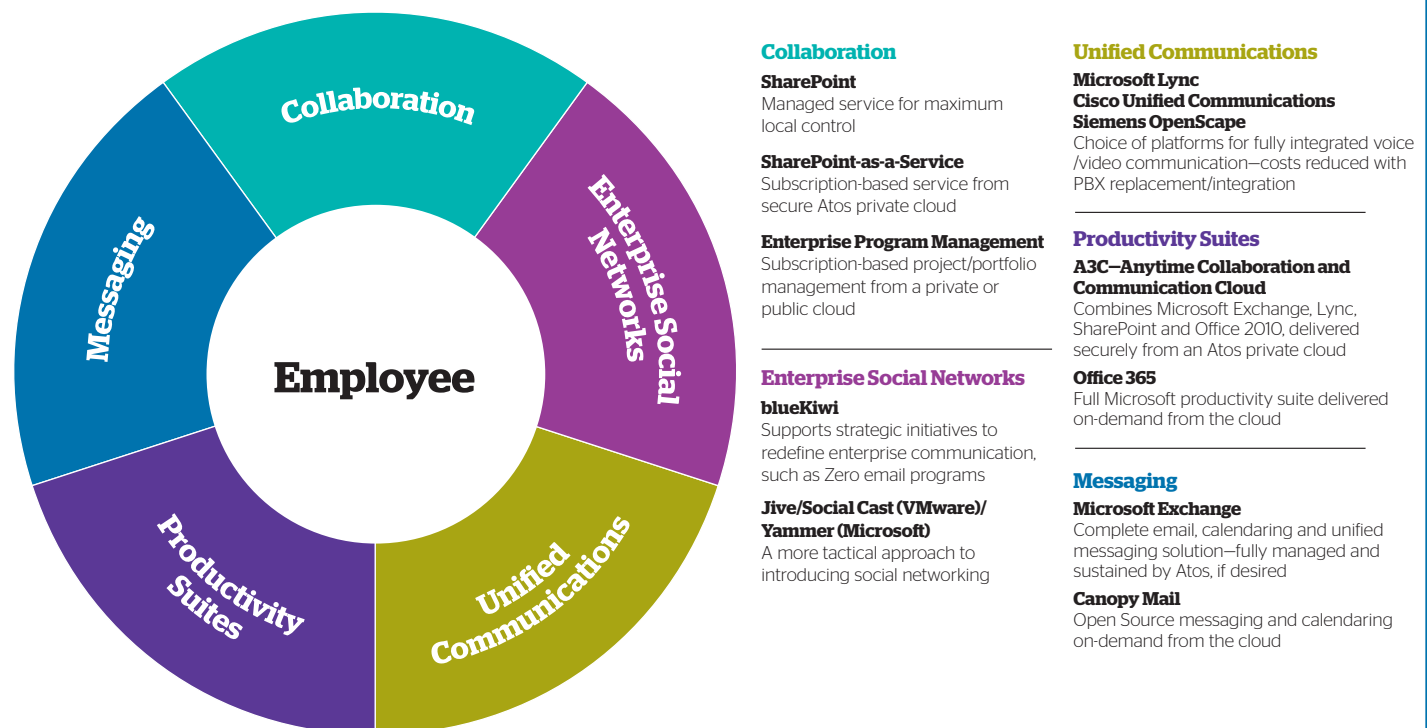 Collaboration
Enterprise Social
Networks
Unified
Communications
Productivity
Suites
Messaging
Employee
Collaboration
SharePoint
Managed service for maximum
local control
SharePoint-as-a-Service
Subscription-based service from
secure Atos private cloud
Enterprise Program Management
Subscription-based project/portfolio
management from a private or
public cloud
Enterprise Social Networks
blueKiwi
Supports strategic initiatives to
redefine enterprise communication,
such as Zero email programs
Jive/Social Cast (VMware)/
Yammer (Microsoft)
A more tactical approach to
introducing social networking
Unified Communications
Microsoft Lync
Cisco Unified Communications
Siemens OpenScape
Choice of platforms for fully integrated voice
/video communication—costs reduced with
PBX replacement/integration
Productivity Suites
A3C—Anytime Collaboration and
Communication Cloud
Combines Microsoft Exchange, Lync,
SharePoint and Office 2010, delivered
securely from an Atos private cloud
Office 365
Full Microsoft productivity suite delivered
on-demand from the cloud
Messaging
Microsoft Exchange
Complete email, calendaring and unified
messaging solution—fully managed and
sustained by Atos, if desired
Canopy Mail
Open Source messaging and calendaring
on-demand from the cloud